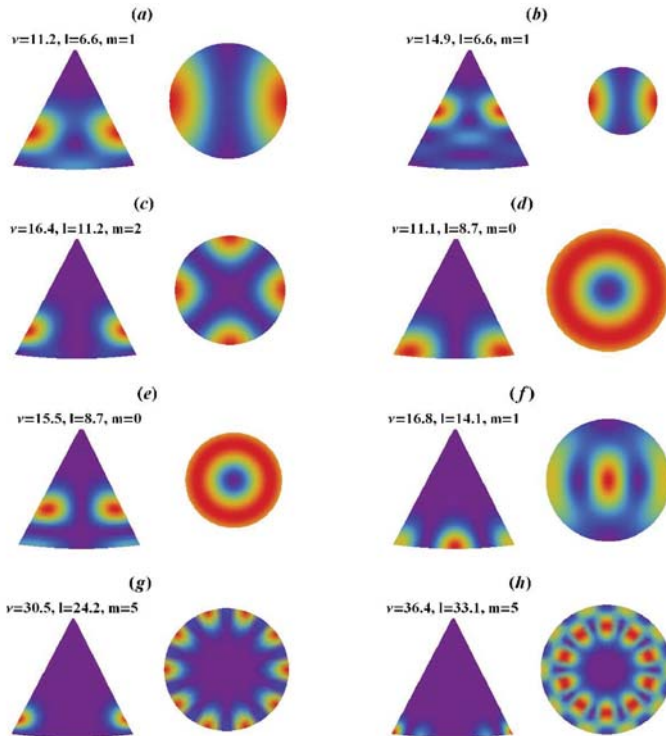 (a)
ν=11.2, l=6.6, m=1
(b)
ν=14.9, l=6.6, m=1
(c)
ν=16.4, l=11.2, m=2
(d)
ν=11.1, l=8.7, m=0
(e)
ν=15.5, l=8.7, m=0
(f)
ν=16.8, l=14.1, m=1
(g)
ν=30.5, l=24.2, m=5
(h)
ν=36.4, l=33.1, m=5